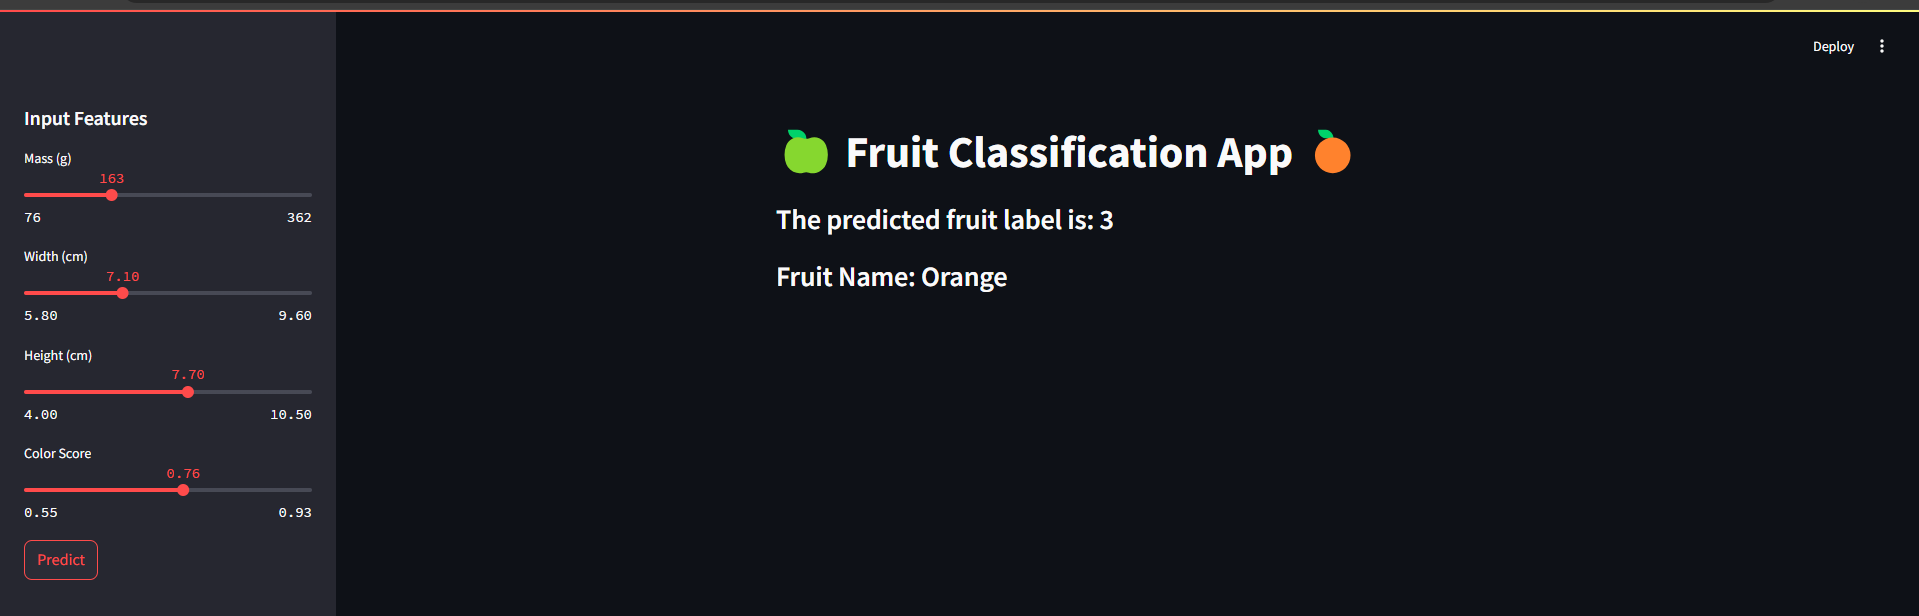 Deploy
Input Features
Mass (g)
163
76 362
Width (cm)
7.10
5.80 9.60
Height (cm)
7.70
4.00 10.50
Color Score
0.76
0.55 0.93
Predict
Fruit Classification App
The predicted fruit label is: 3
Fruit Name: Orange